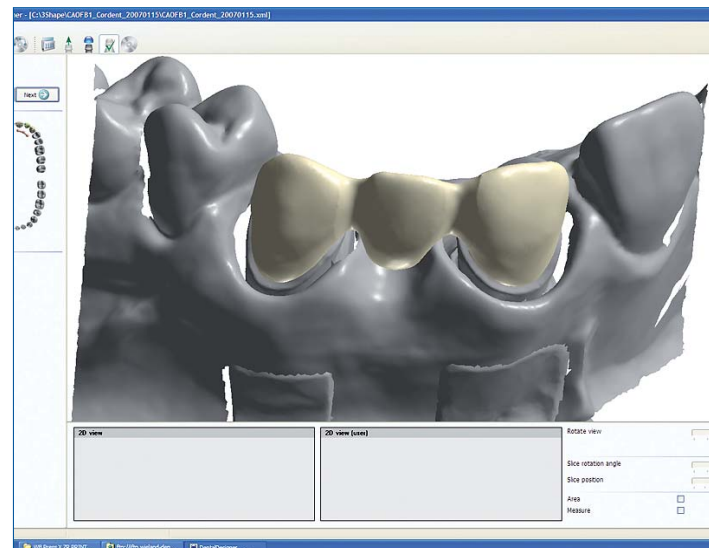 ner - [C:\3Shape\CAOFB1_Cordent_20070115\CAOFB1_Cordent_20070115.xml]
Next
2D view
2D view (user)
Rotate view
Slice rotation angle
Slice position
Area
Measure
DentalDesigner